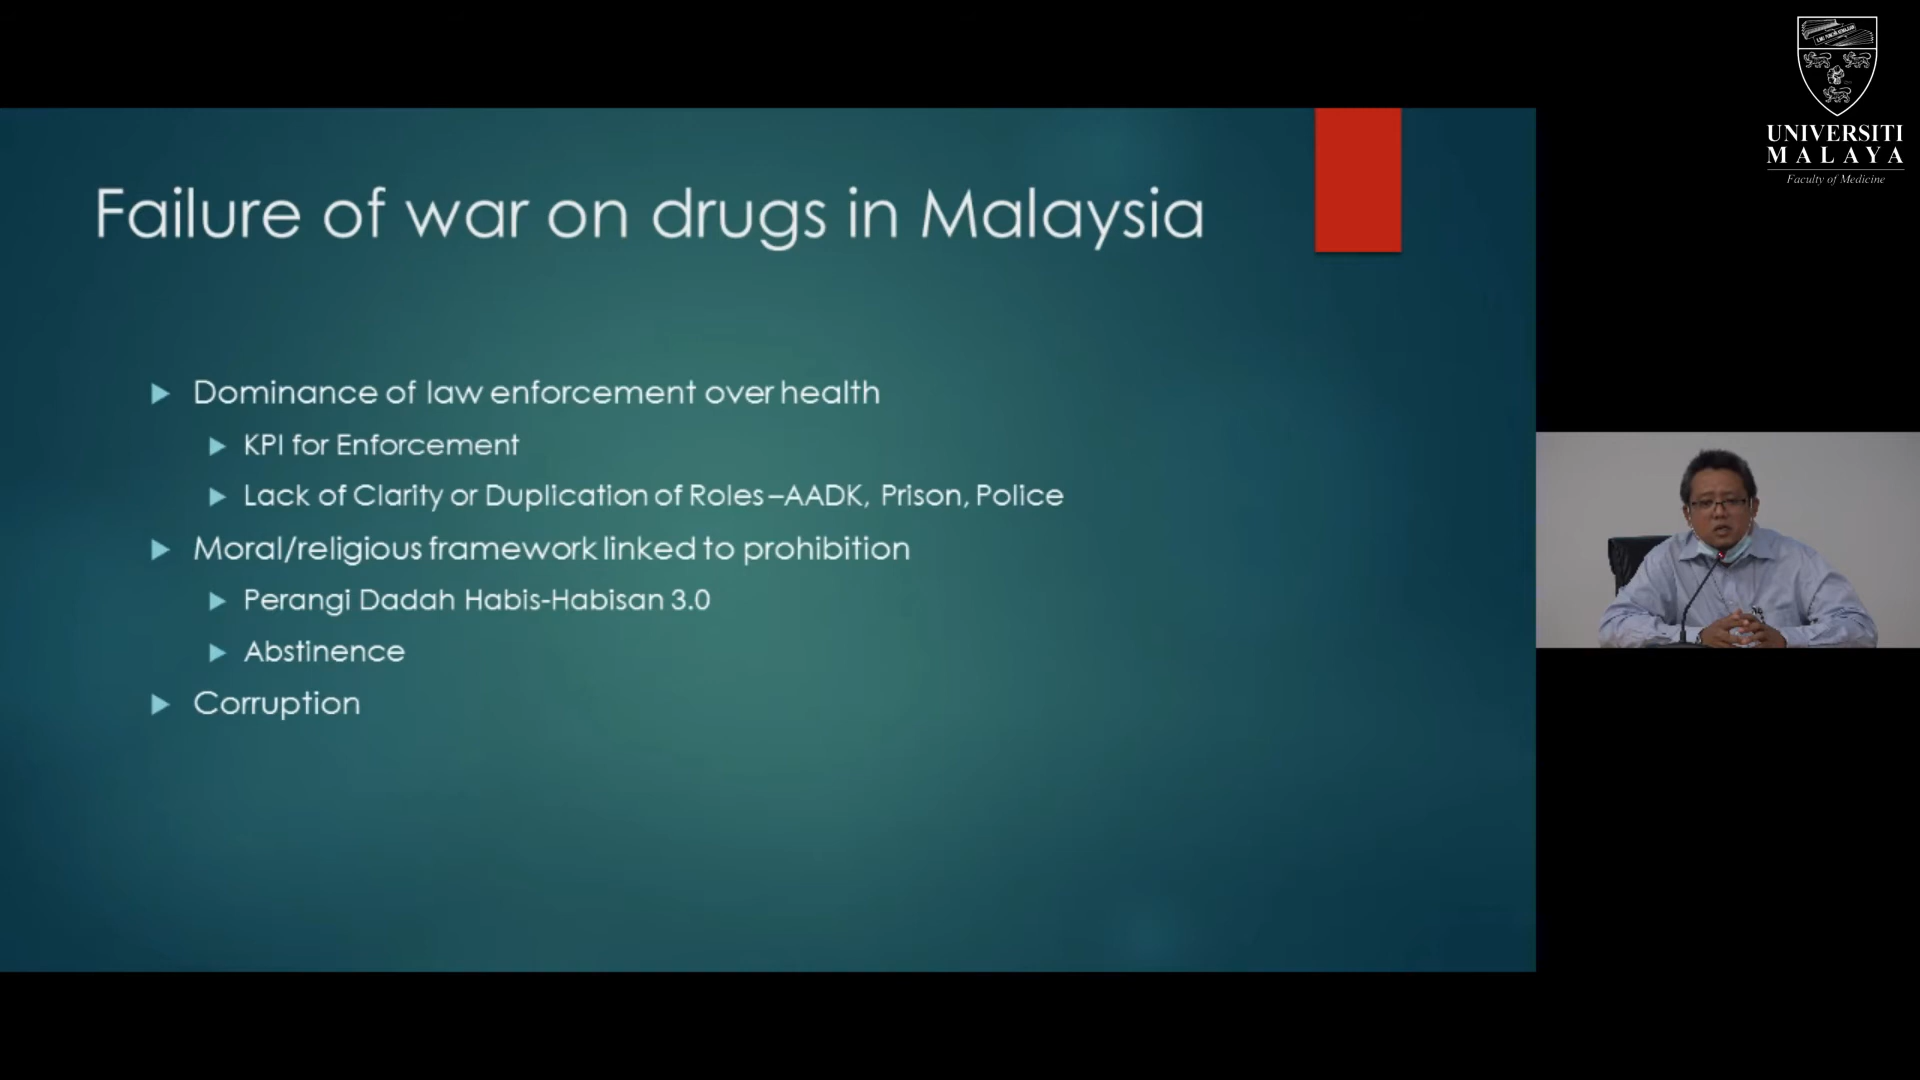 UNIVERSITI
MALAYA
Faculty of Medicine
Failure of war on drugs in Malaysia
Dominance of law enforcement over health
KPI for Enforcement
Lack of Clarity or Duplication of Roles –AADK, Prison, Police
Moral/religious framework linked to prohibition
Perangi Dadah Habis-Habisan 3.0
Abstinence
Corruption